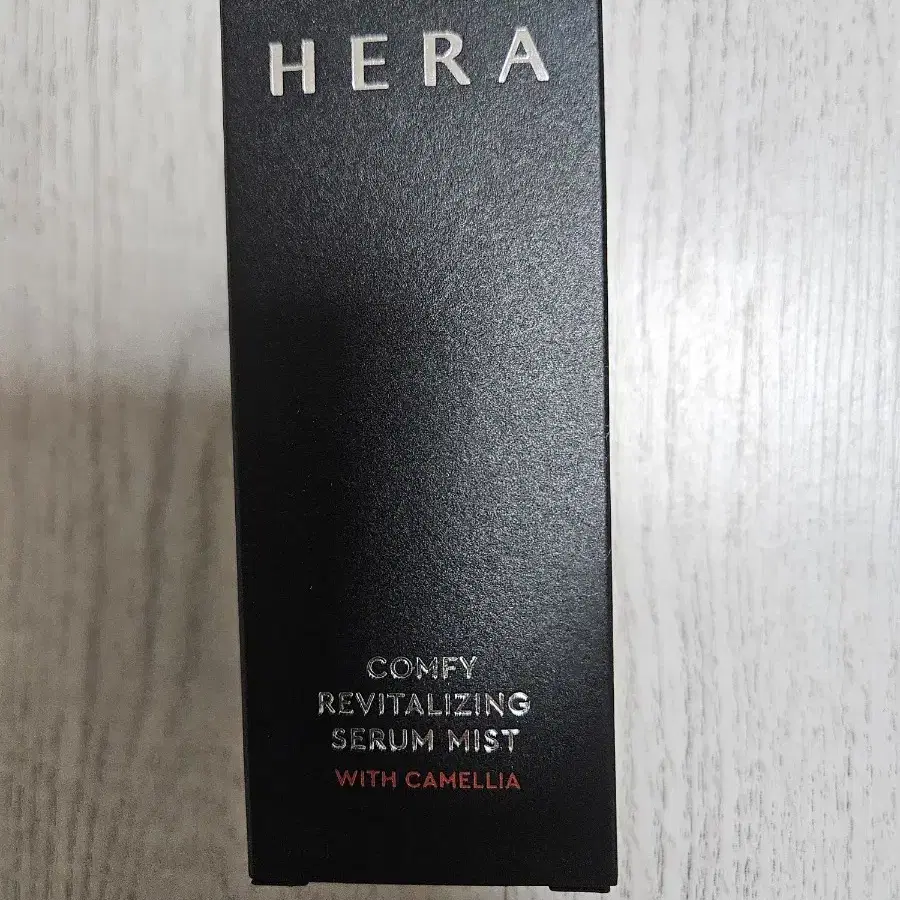 HERA
COMFY
REVITALIZING
SERUM MIST
WITH CAMELLIA